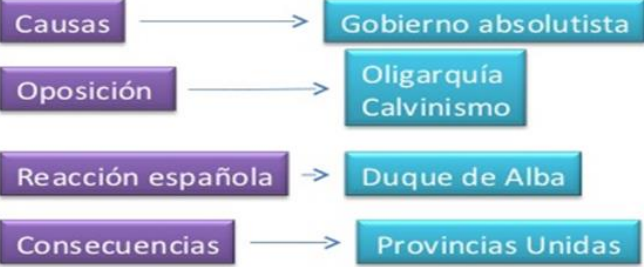 Causas
Gobierno absolutista
Oposición
Oligarquía
Calvinismo
Reacción española
Duque de Alba
Consecuencias
Provincias Unidas